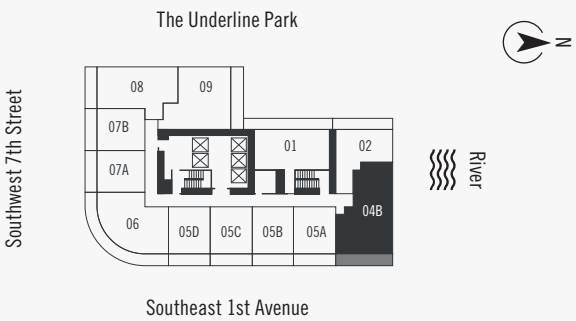 The Underline Park
N
Southwest 7th Street
08
09
07B
01
02
River
07A
04B
06
05D
05C
05B
05A
Southeast 1st Avenue